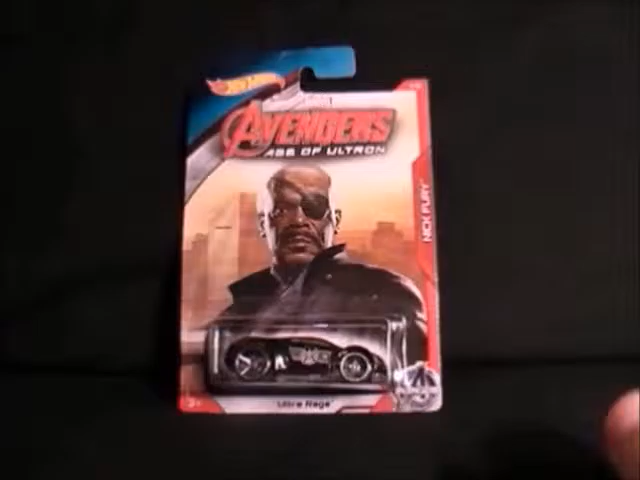 Hot Wheels
AVENGERS
AGE OF ULTRON
NICK FURY
Ultra Rage
3+